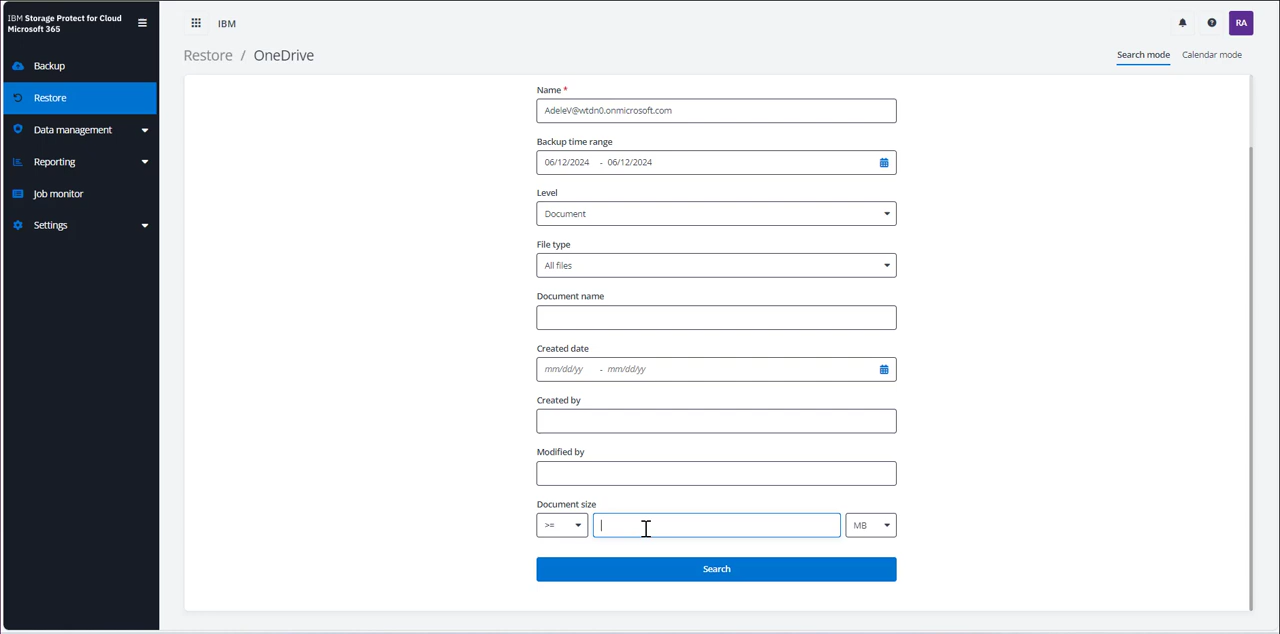 IBM Storage Protect for Cloud
Microsoft 365
IBM
RA
Backup
Restore
Data management
Reporting
Job monitor
Settings
Restore / OneDrive
Search mode
Calendar mode
Name *
AdeleV@wtdn0.onmicrosoft.com
Backup time range
06/12/2024 - 06/12/2024
Level
Document
File type
All files
Document name
Created date
mm/dd/yy - mm/dd/yy
Created by
Modified by
Document size
>=
MB
Search